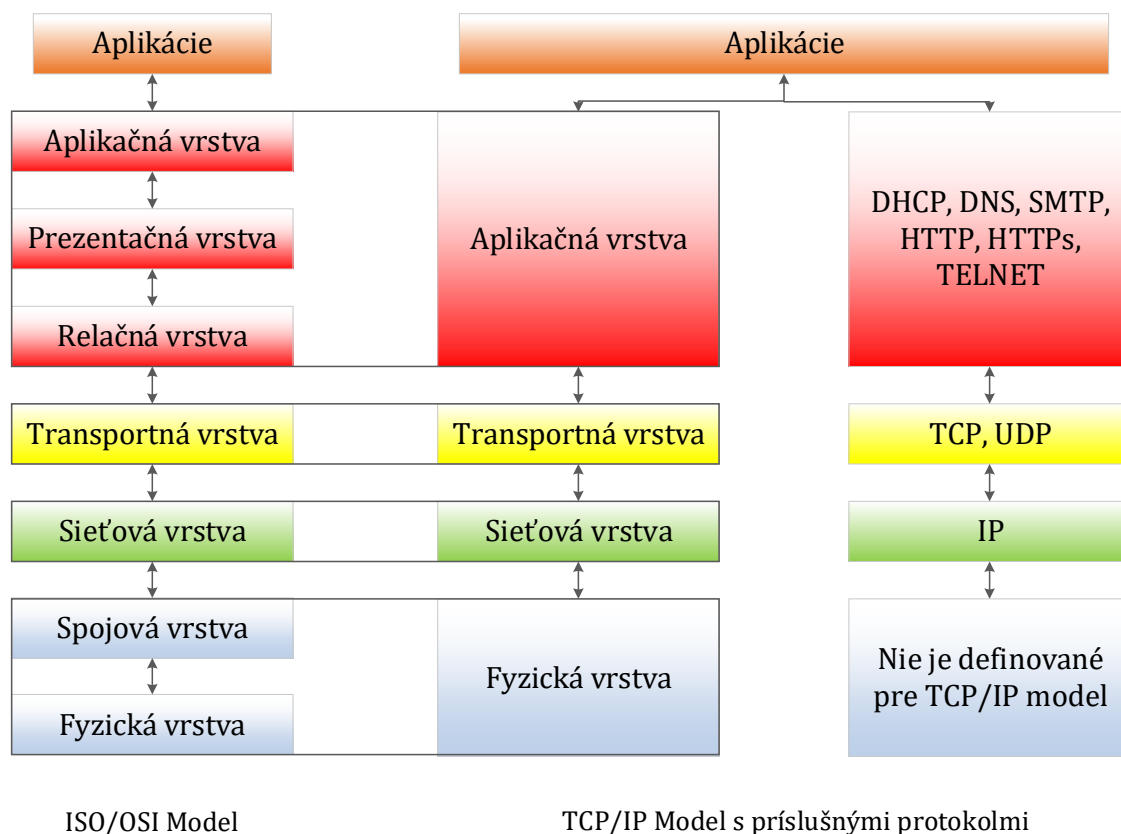 Aplikácie
Aplikácie
Aplikačná vrstva
Prezentačná vrstva
Relačná vrstva
Aplikačná vrstva
DHCP, DNS, SMTP,
HTTP, HTTPs,
TELNET
Transportná vrstva
Transportná vrstva
TCP, UDP
Sieťová vrstva
Sieťová vrstva
IP
Spojová vrstva
Fyzická vrstva
Fyzická vrstva
Nie je definované
pre TCP/IP model
ISO/OSI Model
TCP/IP Model s príslušnými protokolmi